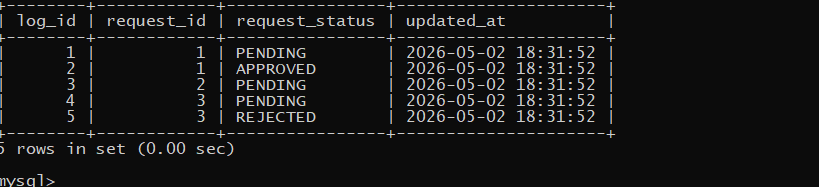 +--------+------------+----------------+---------------------+
| log_id | request_id | request_status | updated_at          |
+--------+------------+----------------+---------------------+
|      1 |          1 | PENDING        | 2026-05-02 18:31:52 |
|      2 |          1 | APPROVED       | 2026-05-02 18:31:52 |
|      3 |          2 | PENDING        | 2026-05-02 18:31:52 |
|      4 |          3 | PENDING        | 2026-05-02 18:31:52 |
|      5 |          3 | REJECTED       | 2026-05-02 18:31:52 |
+--------+------------+----------------+---------------------+
5 rows in set (0.00 sec)
mysql>